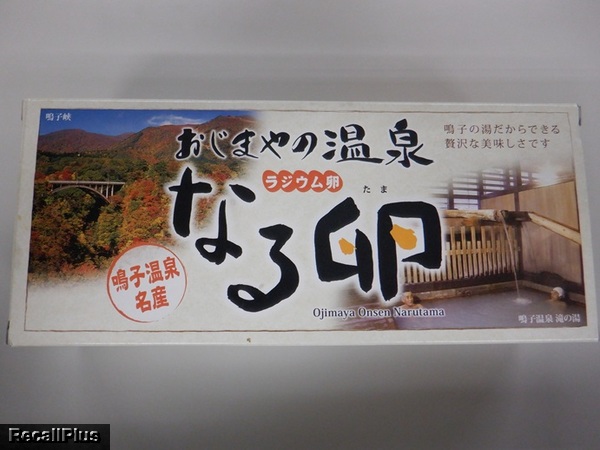 鳴子峡
おじまやの温泉
鳴子の湯だからできる
贅沢な美味しさです
ラジウム卵
たま
なる卵
鳴子温泉
名産
Ojimaya Onsen Narutama
鳴子温泉 滝の湯
RecallPlus